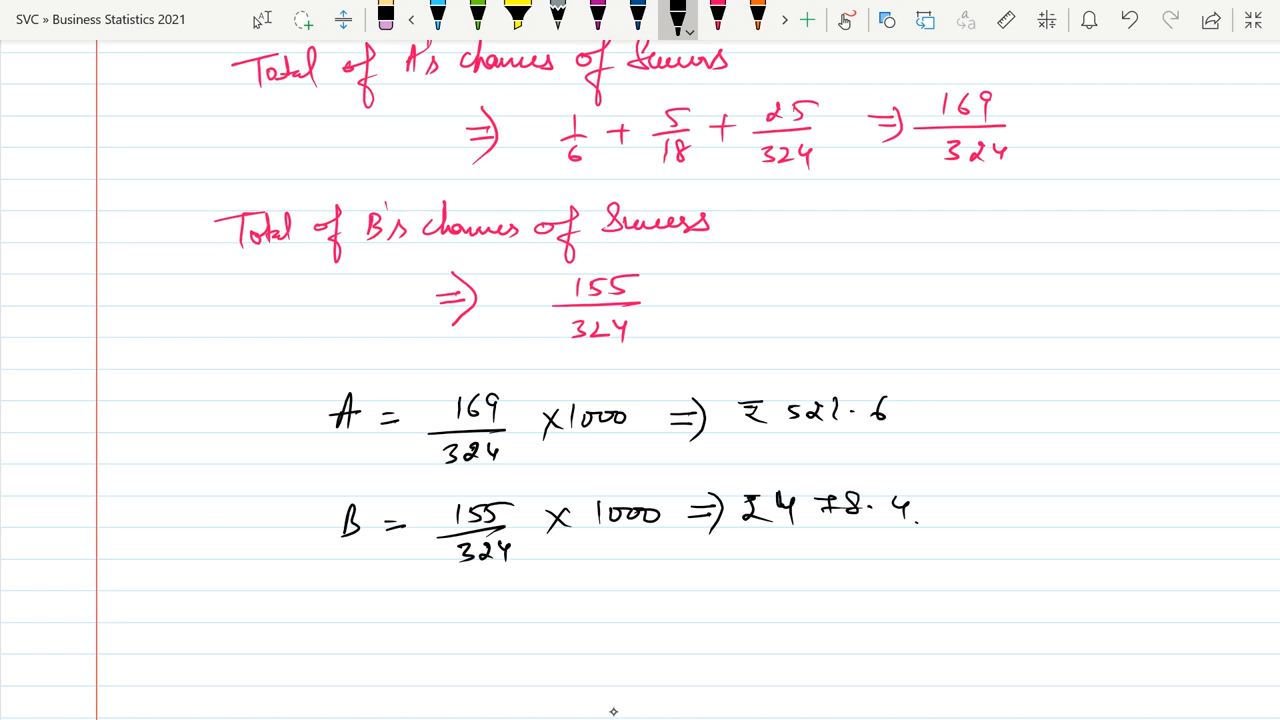 SVC » Business Statistics 2021
Total of A's chances of Success
⇒ 1/6 + 5/18 + 25/324 ⇒ 169/324
Total of B's chances of Success
⇒ 155/324
A = 169/324 × 1000 ⇒ ₹ 521.6
B = 155/324 × 1000 ⇒ ₹ 478.4.